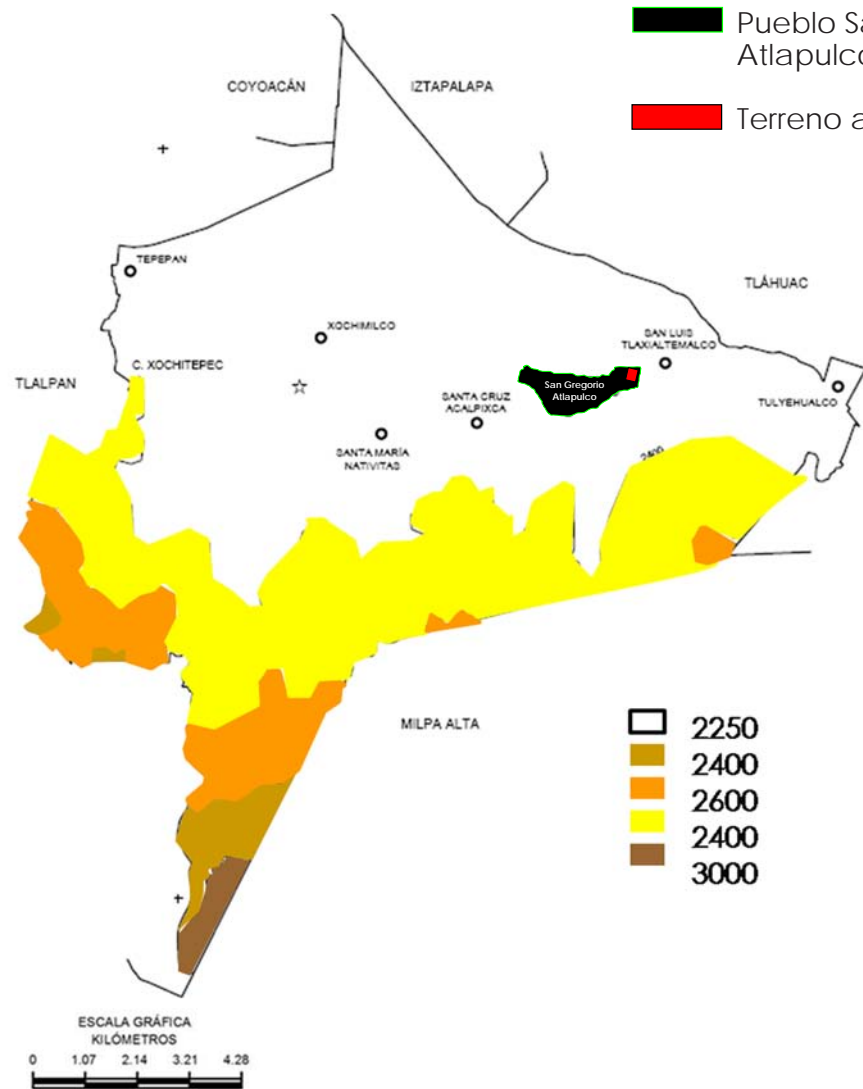 Pueblo Sa
Atlapulco
Terreno a
COYOACÁN
IZTAPALAPA
TEPEPAN
TLÁHUAC
XOCHIMILCO
SAN LUIS
TLAXIALTEMALCO
C. XOCHITEPEC
TLALPAN
San Gregorio
Atlapulco
SANTA CRUZ
ACALPIXCA
TULYEHUALCO
SANTA MARÍA
NATIVITAS
2400
MILPA ALTA
2250
2400
2600
2400
3000
ESCALA GRÁFICA
KILÓMETROS
0 1.07 2.14 3.21 4.28